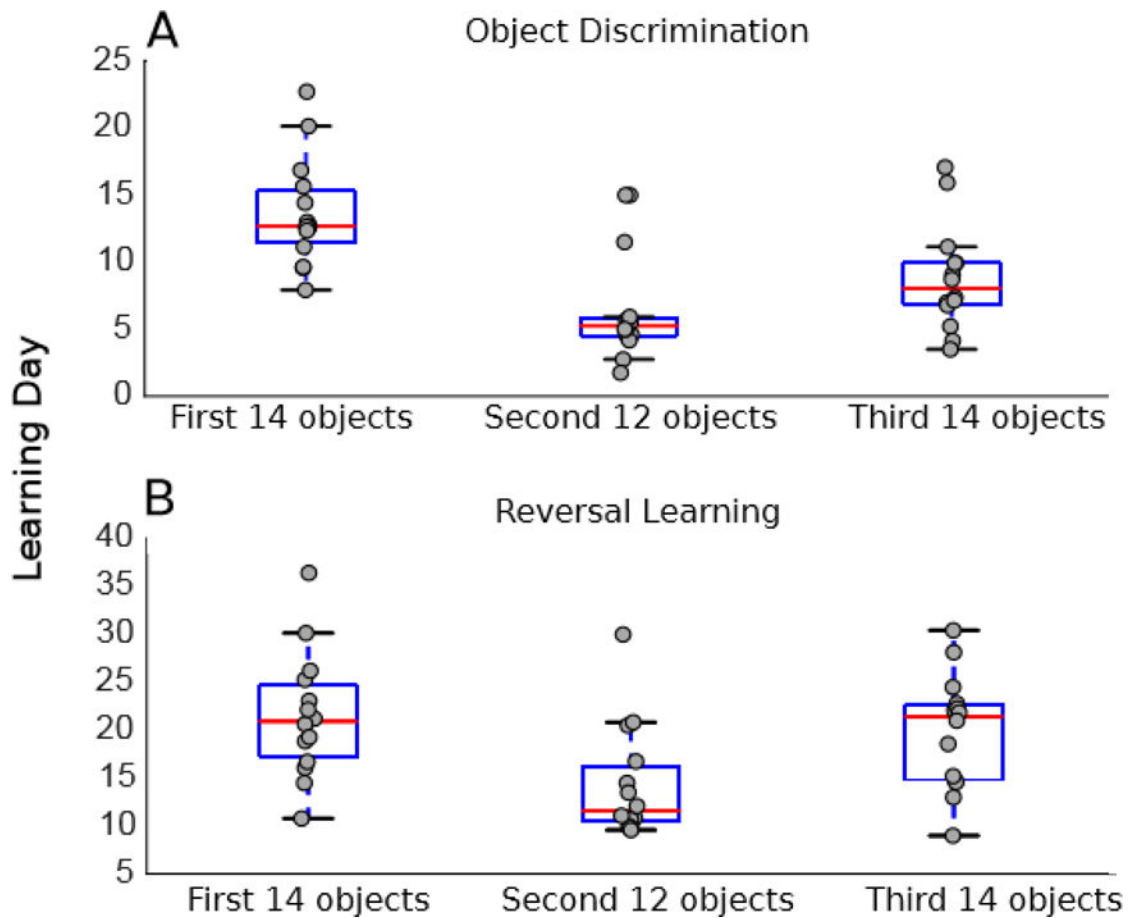 A
Object Discrimination
25
20
15
10
5
0
First 14 objects
Second 12 objects
Third 14 objects
Learning Day
B
Reversal Learning
40
35
30
25
20
15
10
5
First 14 objects
Second 12 objects
Third 14 objects